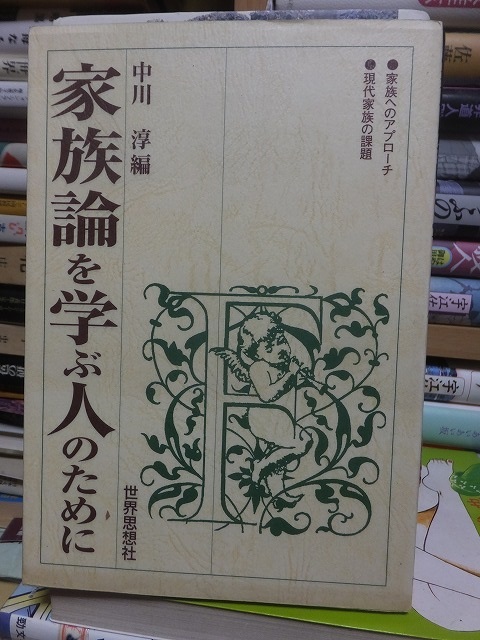 ●家族へのアプローチ
●現代家族の課題
中川 淳編
家族論を学ぶ人のために
世界思想社